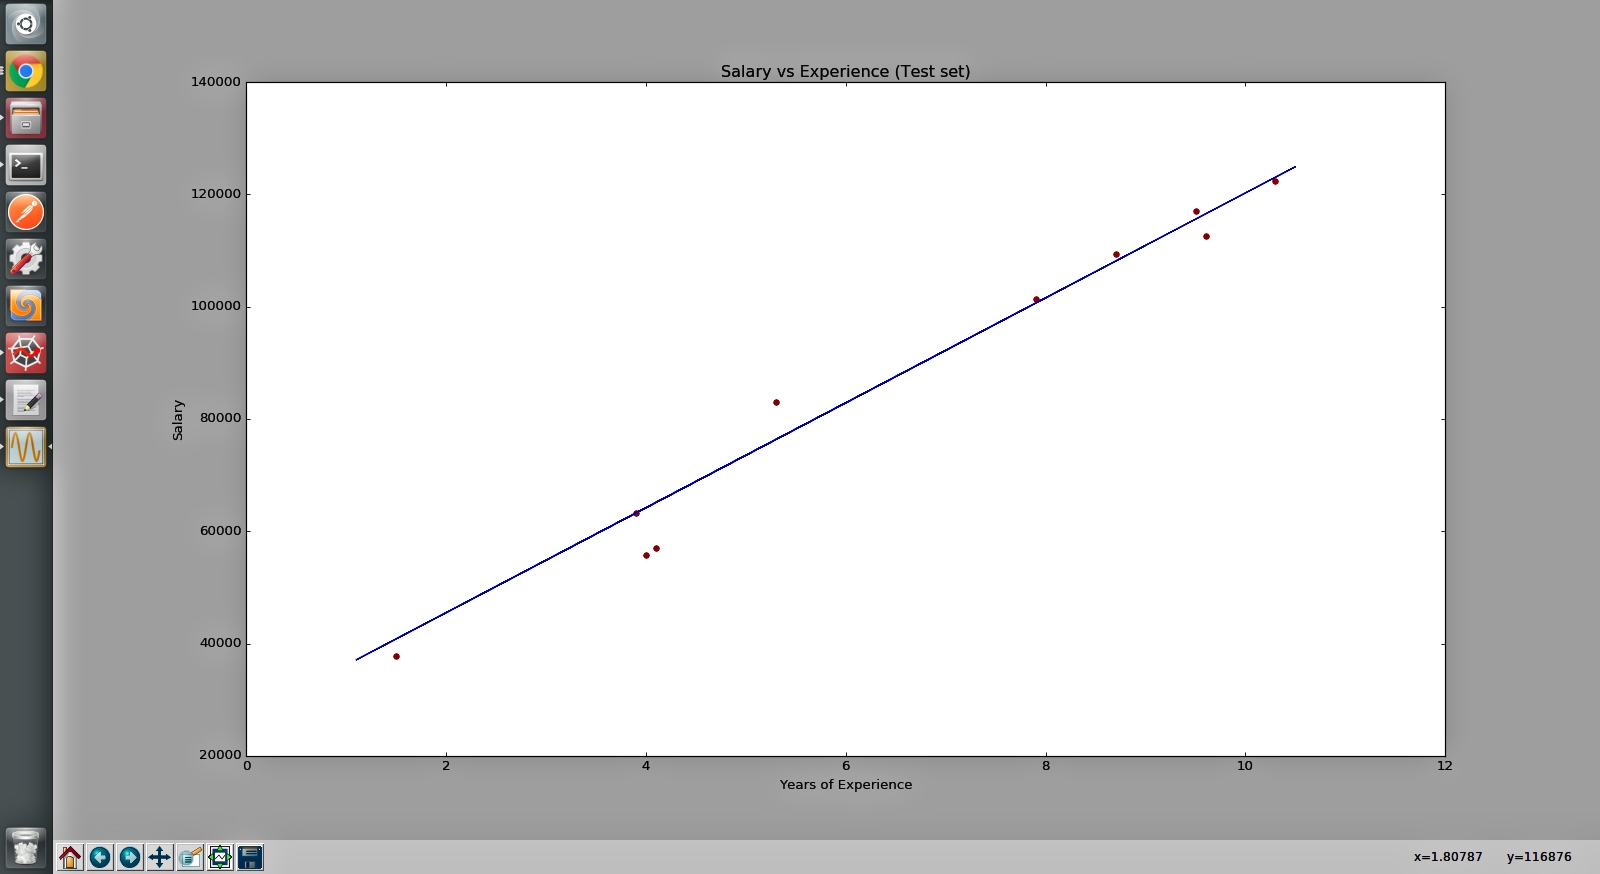 Salary vs Experience (Test set)
140000
120000
100000
80000
60000
40000
20000
Salary
0 2 4 6 8 10 12
Years of Experience
x=1.80787 y=116876